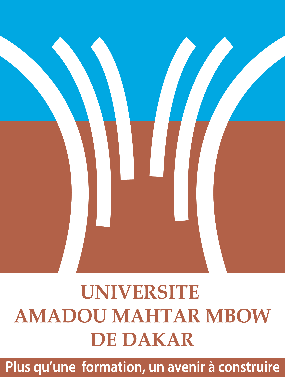 UNIVERSITE
AMADOU MAHTAR MBOW
DE DAKAR
Plus qu'une formation, un avenir à construire